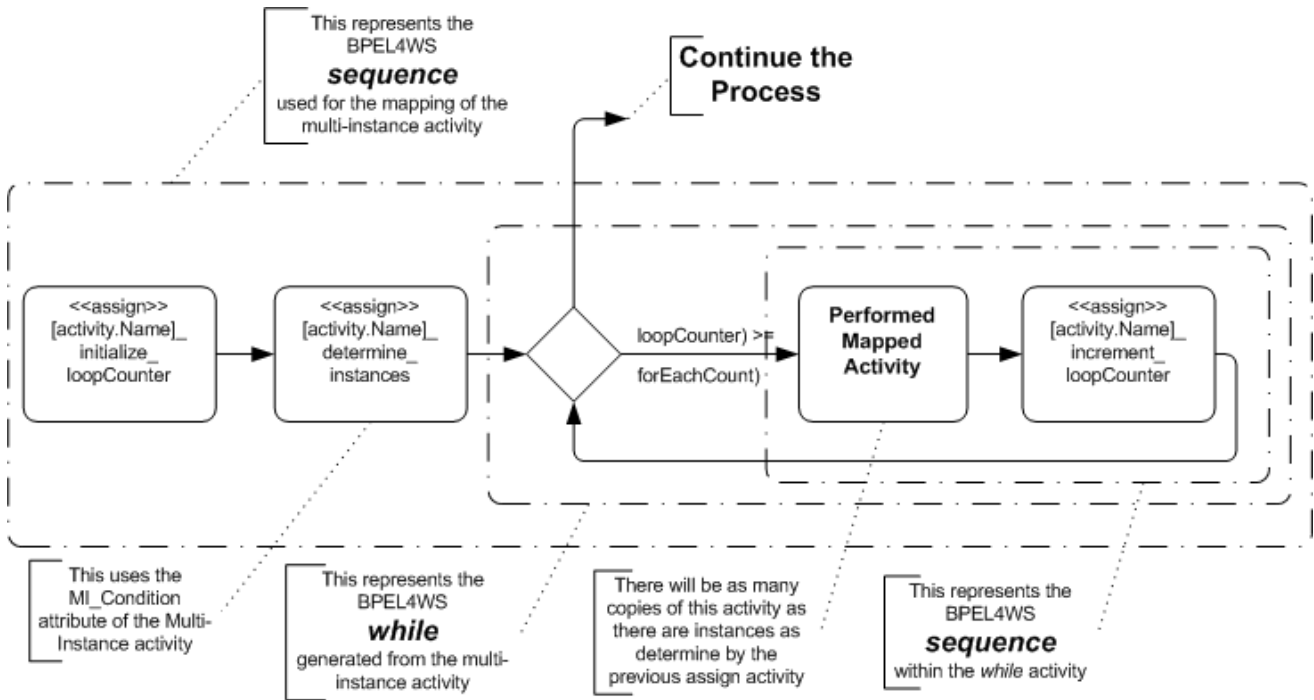 This represents the
BPEL4WS
sequence
used for the mapping of the
multi-instance activity
Continue the
Process
<<assign>>
[activity.Name]_
initialize_
loopCounter
<<assign>>
[activity.Name]_
determine_
instances
loopCounter) >=
forEachCount)
Performed
Mapped
Activity
<<assign>>
[activity.Name]_
increment_
loopCounter
This uses the
MI_Condition
attribute of the Multi-
Instance activity
This represents the
BPEL4WS
while
generated from the multi-
instance activity
There will be as many
copies of this activity as
there are instances as
determine by the
previous assign activity
This represents the
BPEL4WS
sequence
within the while activity